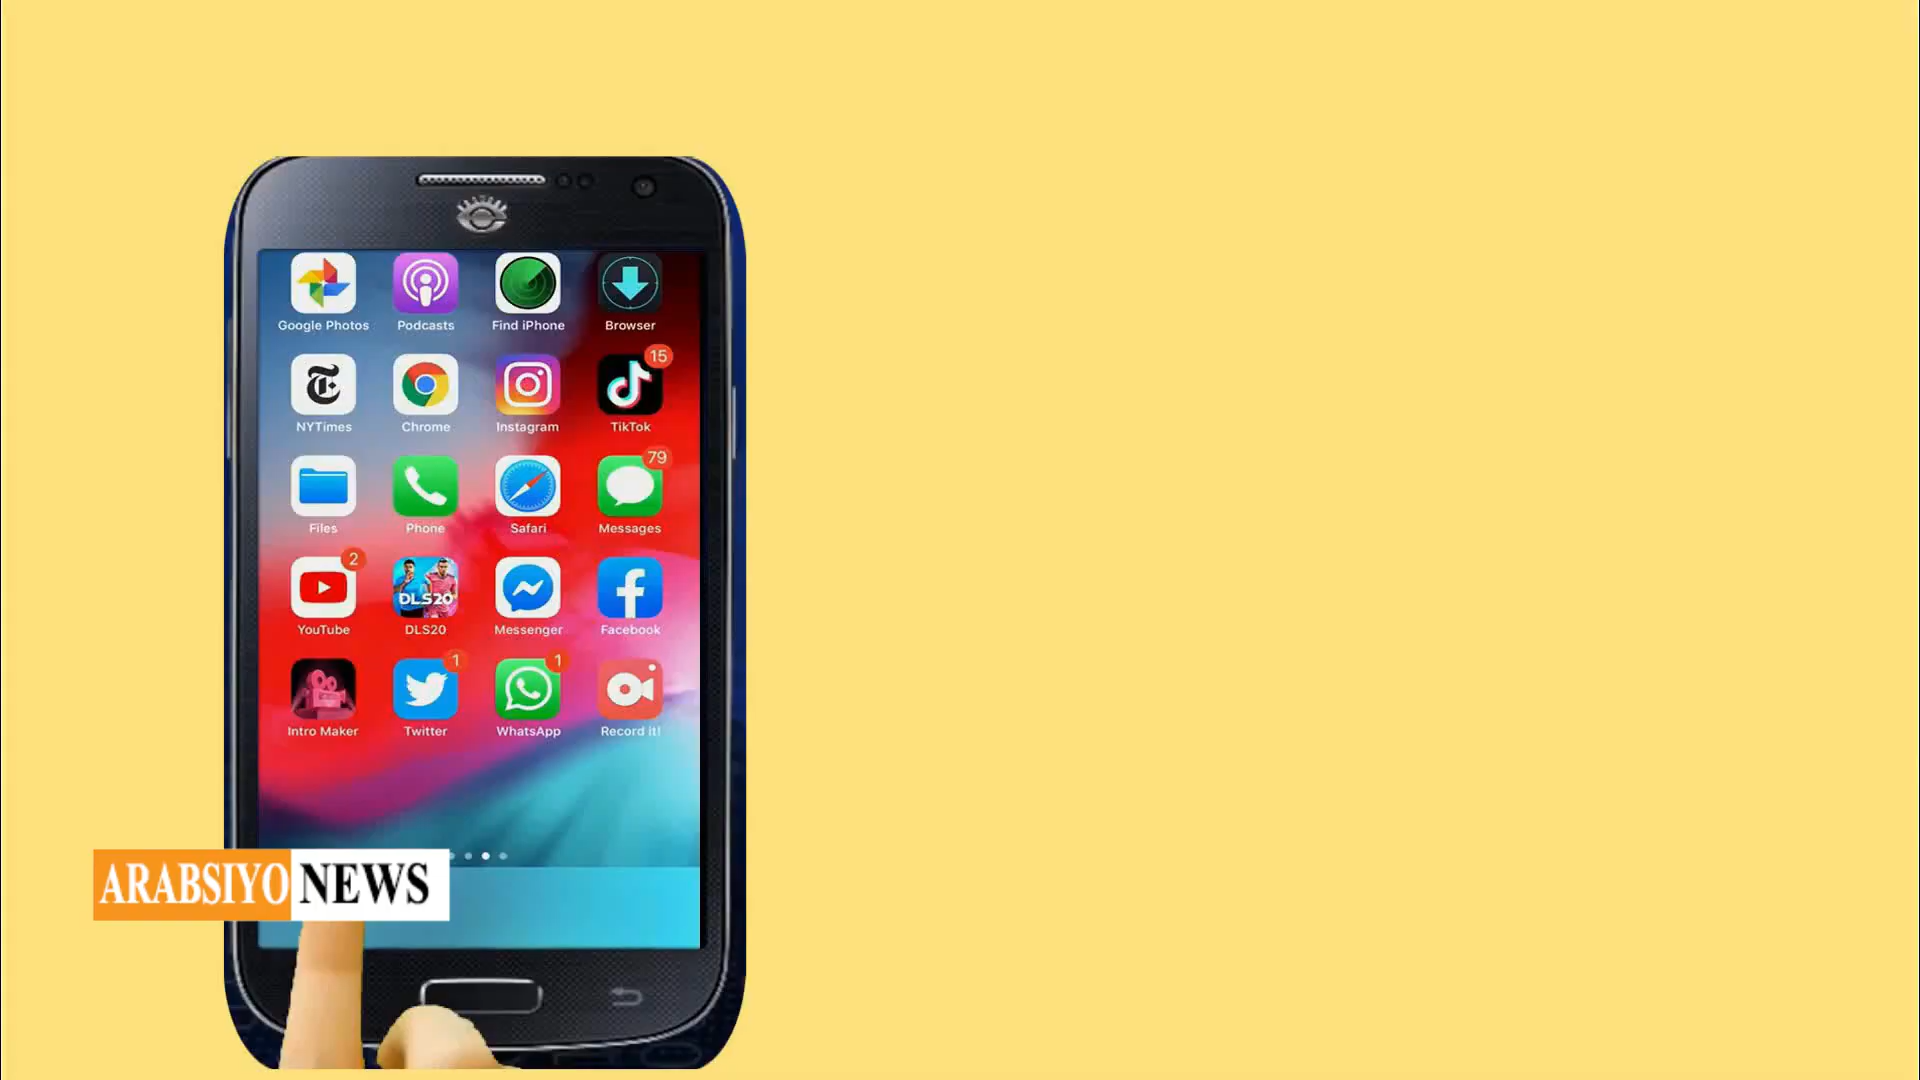 Google Photos Podcasts Find iPhone Browser
15
NYTimes Chrome Instagram TikTok
79
Files Phone Safari Messages
2
DLS20
YouTube DLS20 Messenger Facebook
1 1
Intro Maker Twitter WhatsApp Record it!
ARABSIYO NEWS